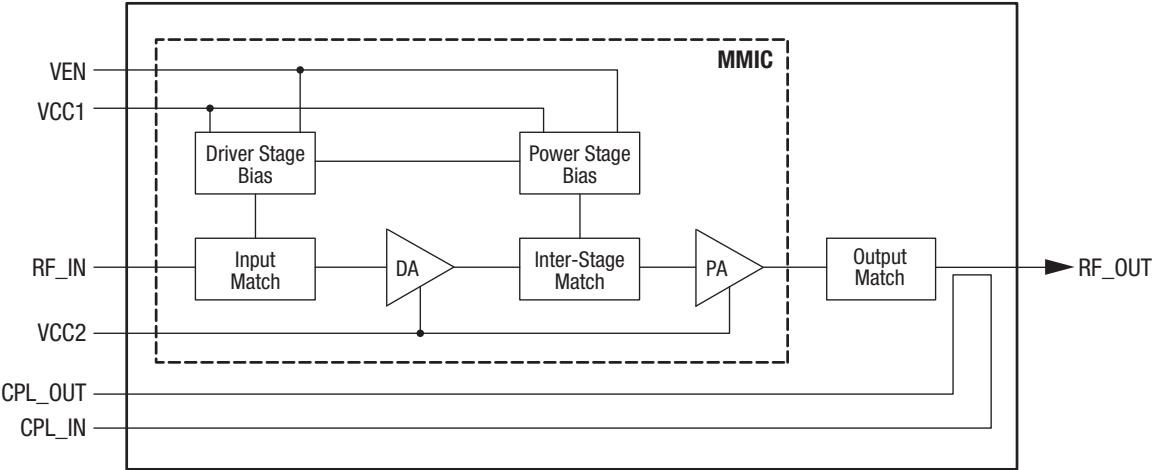 MMIC
VEN
VCC1
Driver Stage
Bias
Power Stage
Bias
RF_IN
Input
Match
DA
Inter-Stage
Match
PA
Output
Match
RF_OUT
VCC2
CPL_OUT
CPL_IN